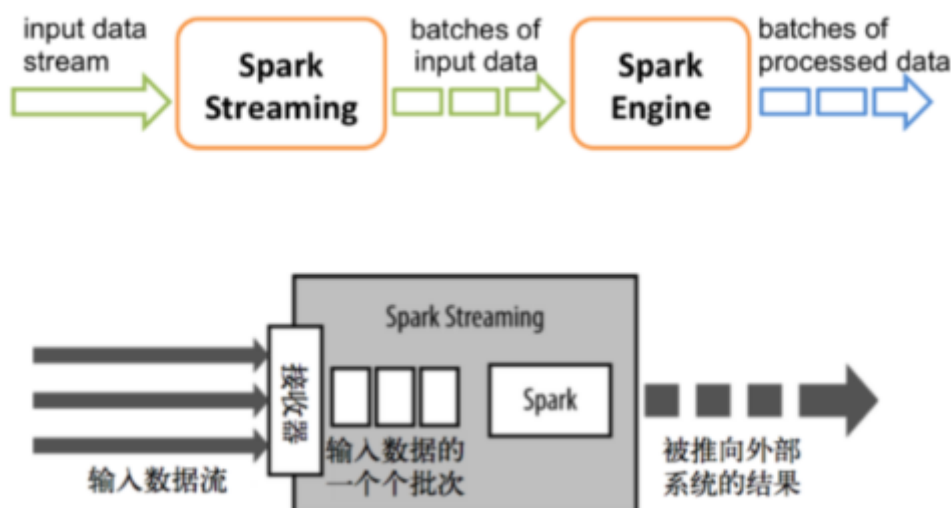 input data
stream
Spark
Streaming
batches of
input data
Spark
Engine
batches of
processed data
Spark Streaming
接收器
Spark
输入数据流
输入数据的
一个个批次
被推向外部
系统的结果